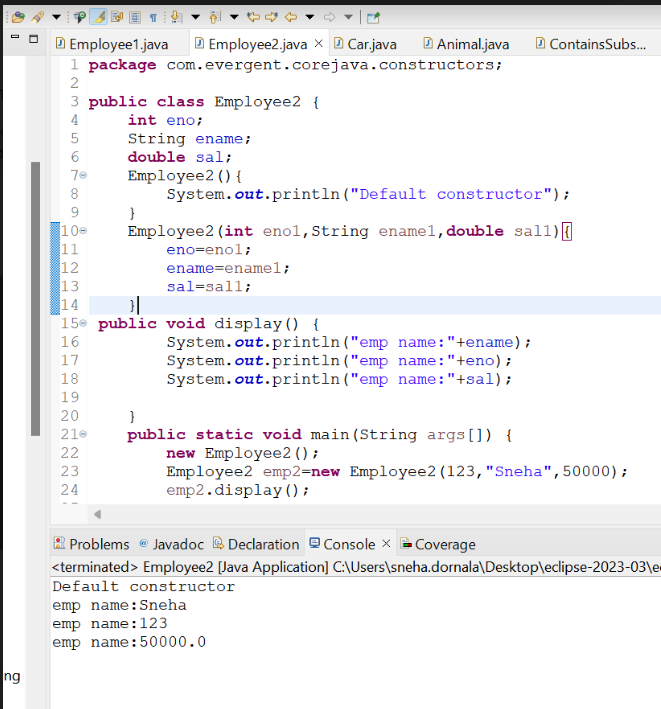 Employee1.java Employee2.java Car.java Animal.java ContainsSubs...
1 package com.evergent.corejava.constructors;
2
3 public class Employee2 {
4 int eno;
5 String ename;
6 double sal;
7 Employee2(){
8 System.out.println("Default constructor");
9 }
10 Employee2(int eno1,String ename1,double sal1){
11 eno=eno1;
12 ename=ename1;
13 sal=sal1;
14 }
15 public void display() {
16 System.out.println("emp name:"+ename);
17 System.out.println("emp name:"+eno);
18 System.out.println("emp name:"+sal);
19
20 }
21 public static void main(String args[]) {
22 new Employee2();
23 Employee2 emp2=new Employee2(123,"Sneha",50000);
24 emp2.display();
Problems @ Javadoc Declaration Console Coverage
<terminated> Employee2 [Java Application] C:\Users\sneha.dornala\Desktop\eclipse-2023-03\e
Default constructor
emp name:Sneha
emp name:123
emp name:50000.0
ng